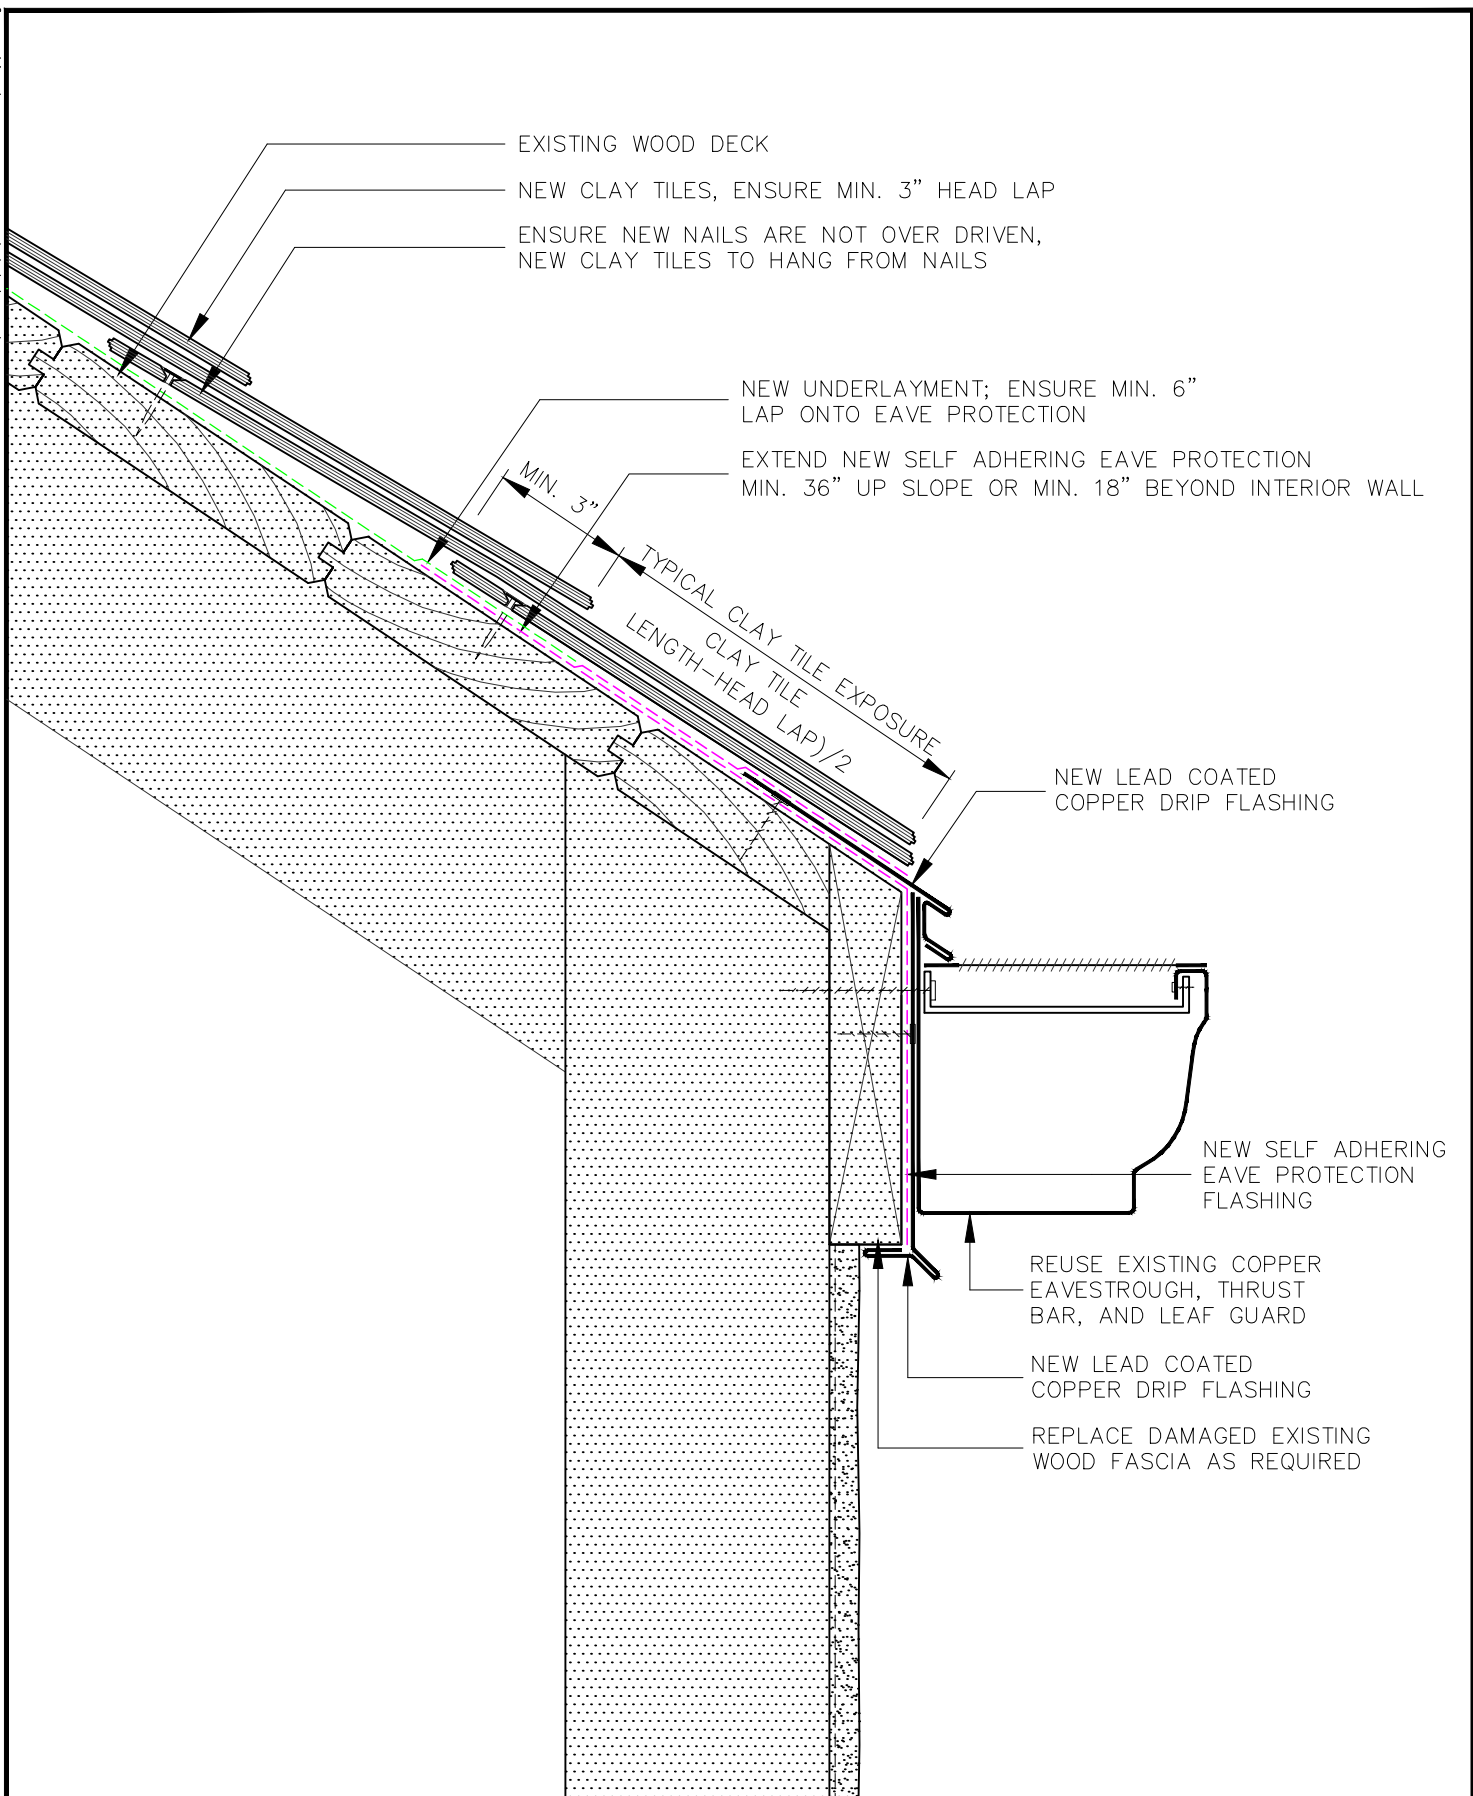 EXISTING WOOD DECK
NEW CLAY TILES, ENSURE MIN. 3" HEAD LAP
ENSURE NEW NAILS ARE NOT OVER DRIVEN,
NEW CLAY TILES TO HANG FROM NAILS
NEW UNDERLAYMENT; ENSURE MIN. 6"
LAP ONTO EAVE PROTECTION
EXTEND NEW SELF ADHERING EAVE PROTECTION
MIN. 36" UP SLOPE OR MIN. 18" BEYOND INTERIOR WALL
MIN. 3"
TYPICAL CLAY TILE EXPOSURE
CLAY TILE
LENGTH-HEAD LAP)/2
NEW LEAD COATED
COPPER DRIP FLASHING
NEW SELF ADHERING
EAVE PROTECTION
FLASHING
REUSE EXISTING COPPER
EAVESTROUGH, THRUST
BAR, AND LEAF GUARD
NEW LEAD COATED
COPPER DRIP FLASHING
REPLACE DAMAGED EXISTING
WOOD FASCIA AS REQUIRED